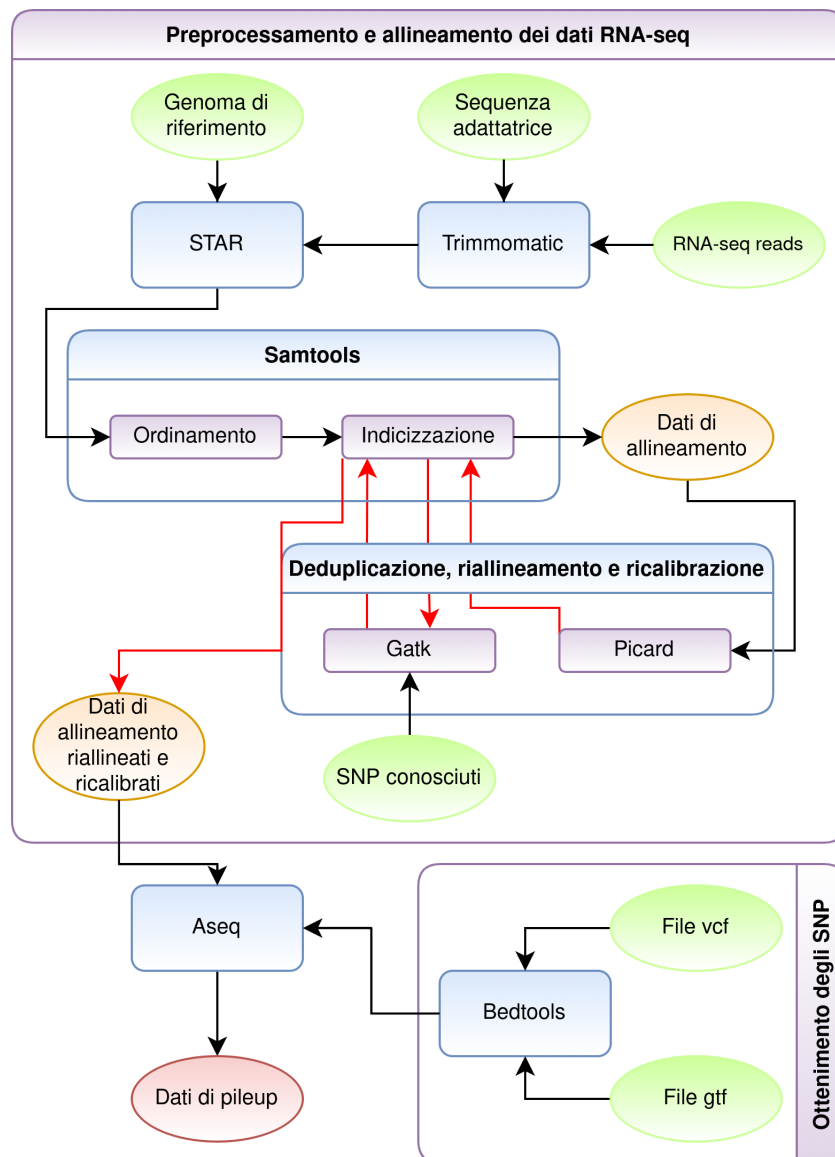 Preprocessamento e allineamento dei dati RNA-seq
Genoma di
riferimento
Sequenza
adattatrice
STAR
Trimmomatic
RNA-seq reads
Samtools
Ordinamento
Indicizzazione
Dati di
allineamento
Deduplicazione, riallineamento e ricalibrazione
Gatk
Picard
Dati di
allineamento
riallineati e
ricalibrati
SNP conosciuti
Aseq
File vcf
Bedtools
Dati di pileup
File gtf
Ottenimento degli SNP